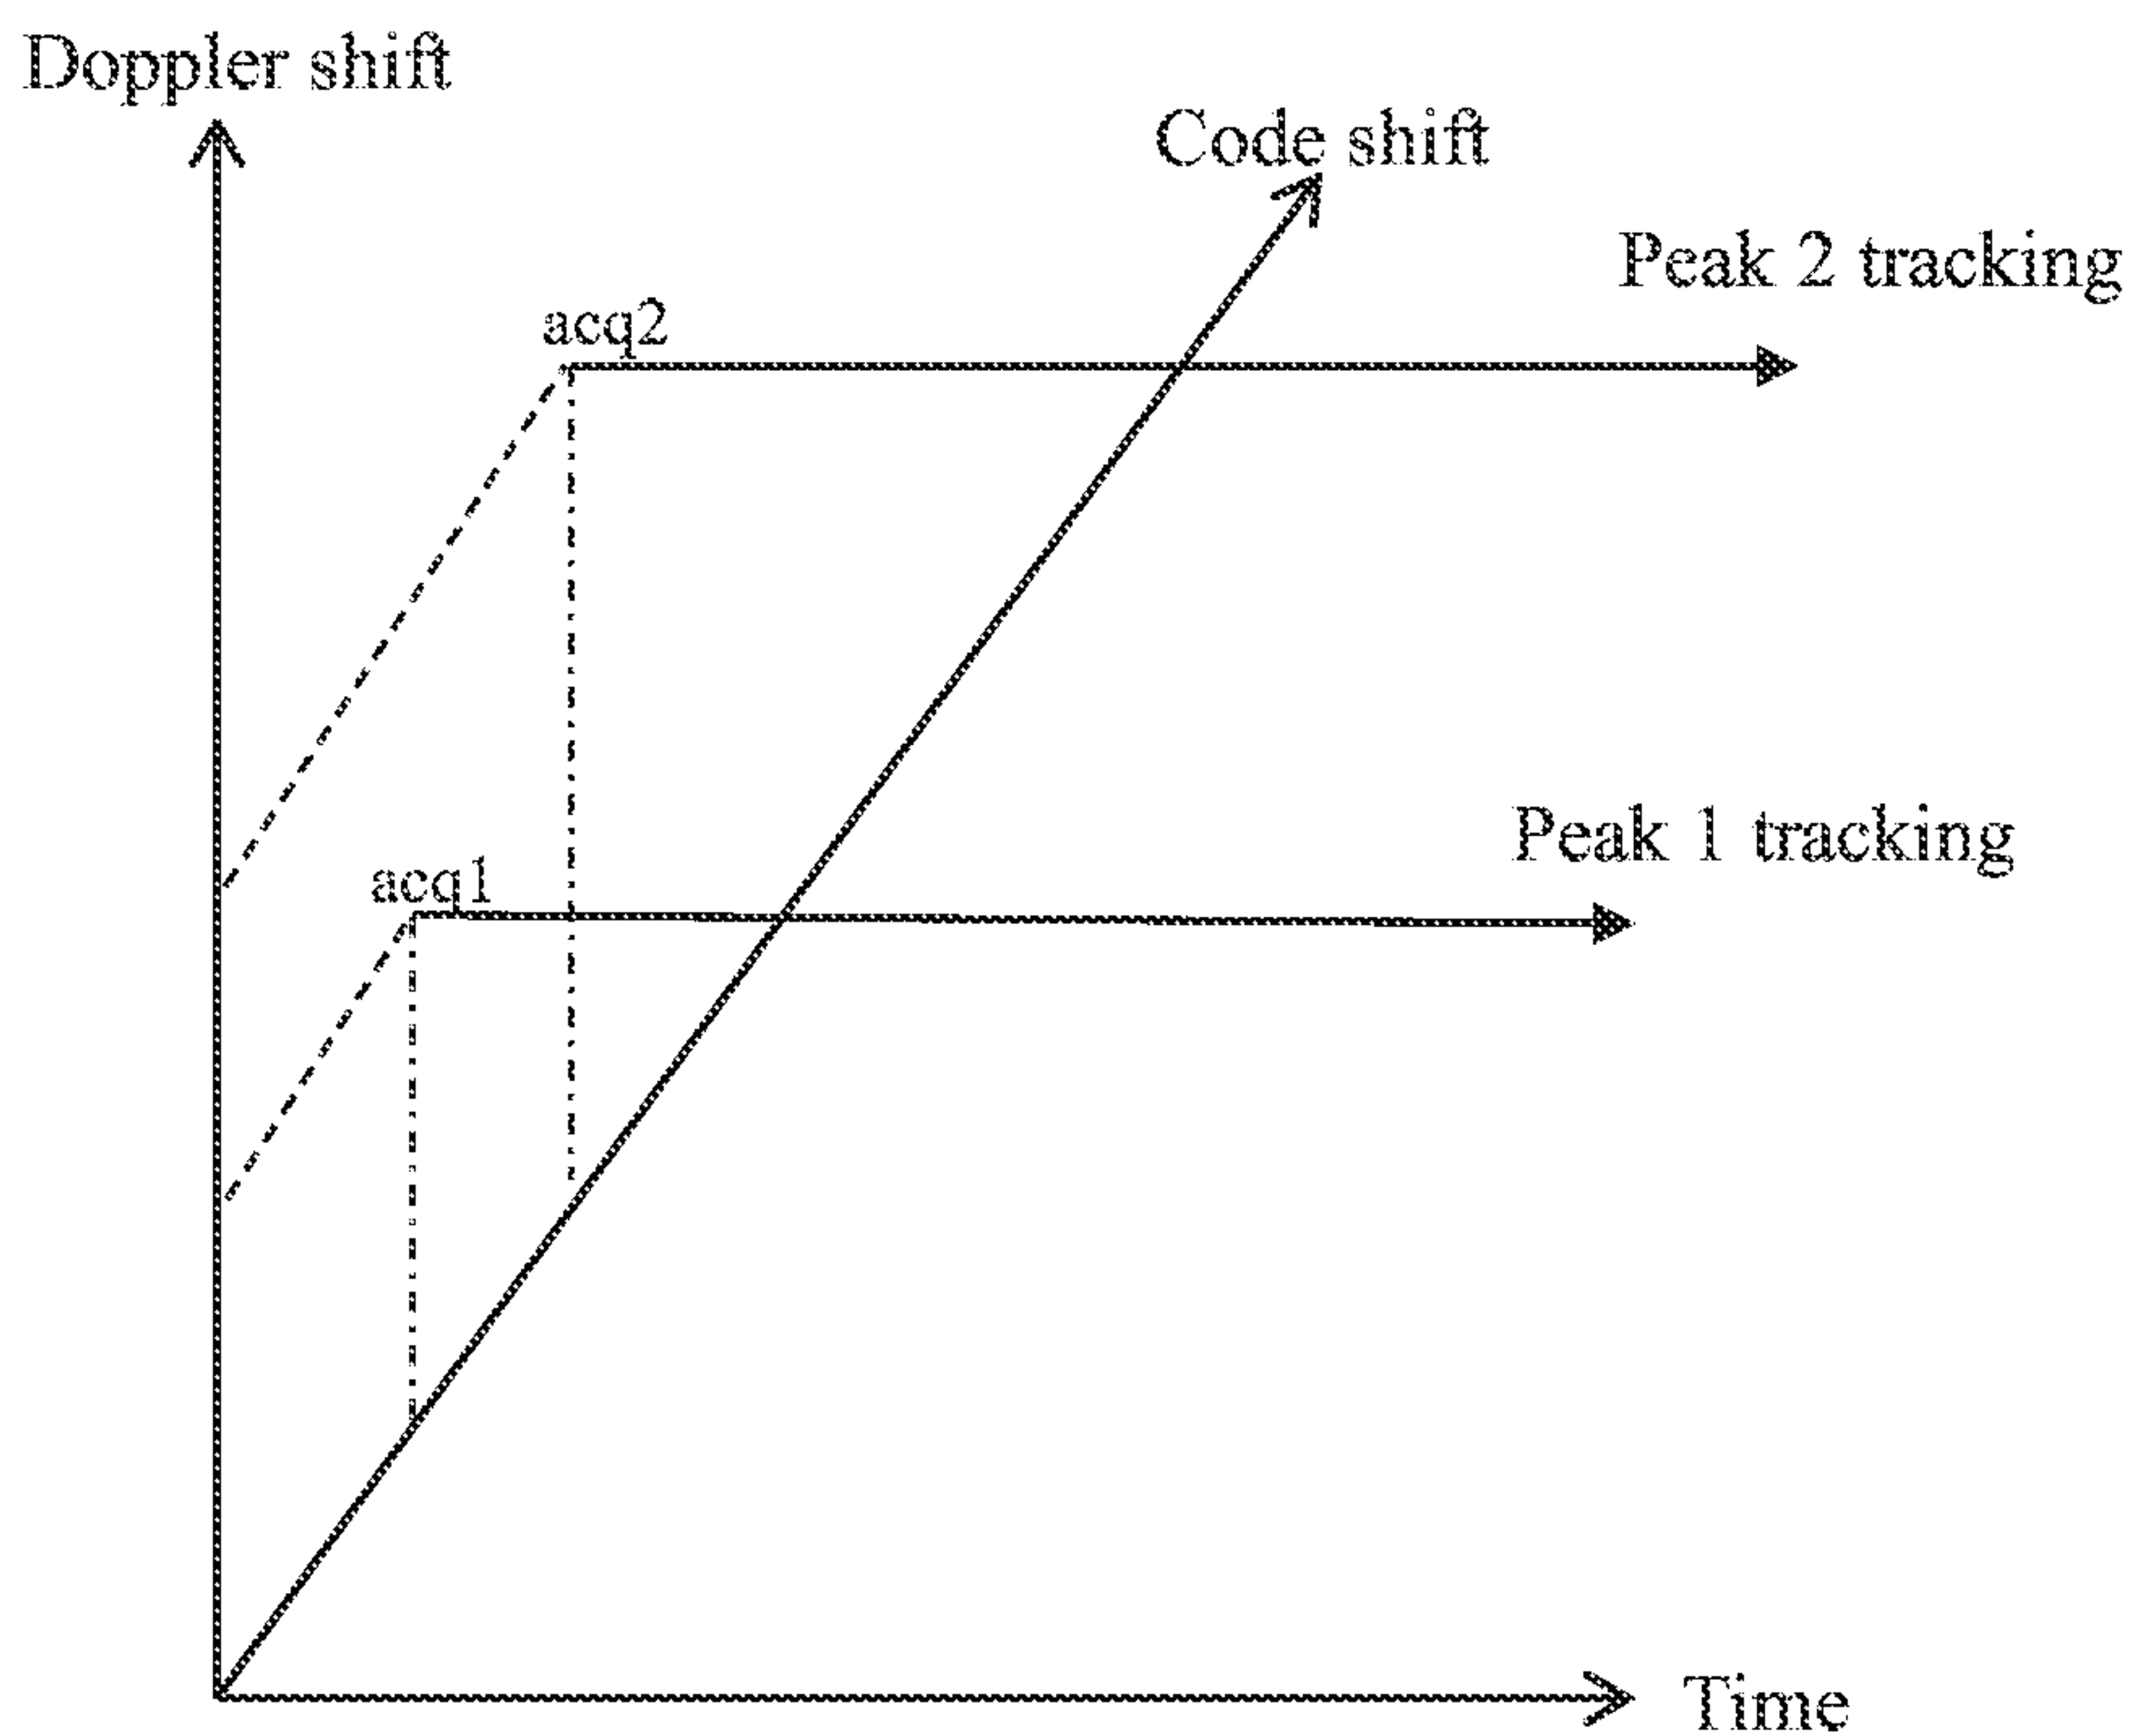 Doppler shift
Code shift
Peak 2 tracking
acq2
Peak 1 tracking
acq1
Time